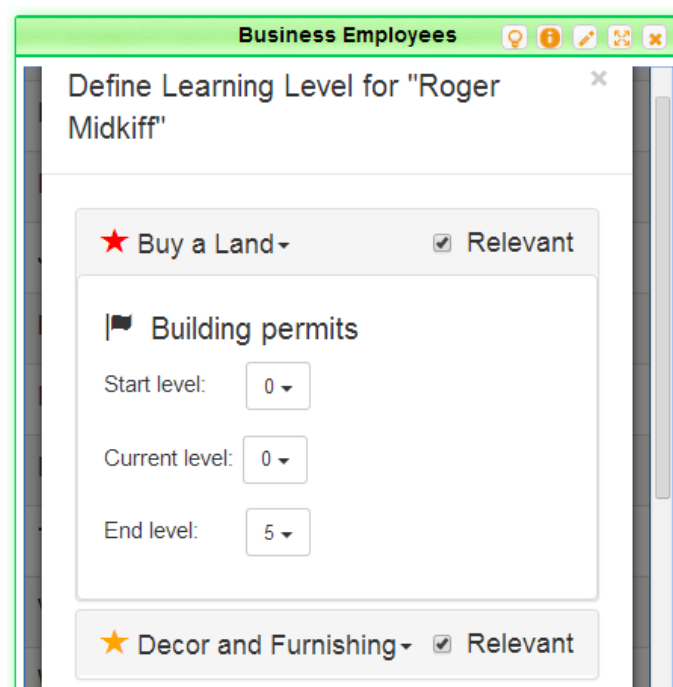 Business Employees
Define Learning Level for "Roger
Midkiff"
×
Buy a Land
Relevant
Building permits
Start level: 0
Current level: 0
End level: 5
Decor and Furnishing
Relevant